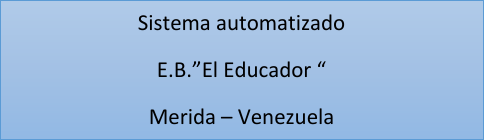 Sistema automatizado
E.B.”El Educador “
Merida – Venezuela